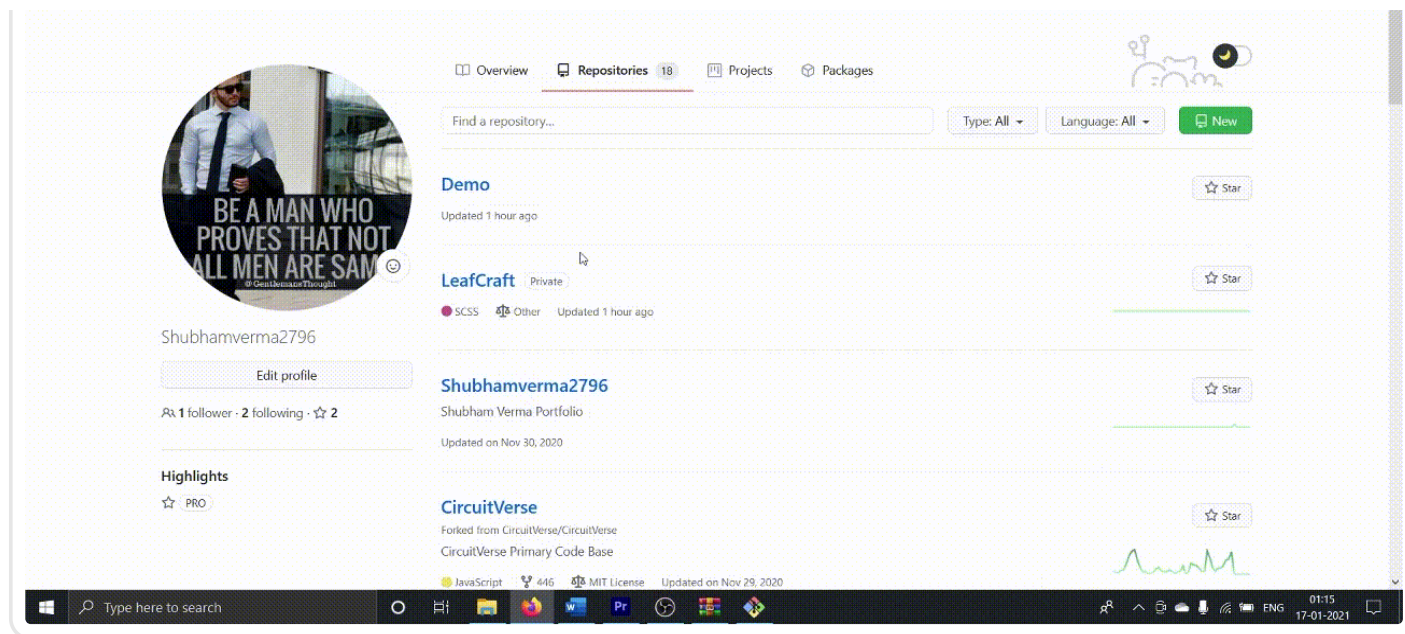 Overview Repositories 18 Projects Packages
Find a repository... Type: All Language: All New
Demo Star
Updated 1 hour ago
BE A MAN WHO
PROVES THAT NOT
ALL MEN ARE SAM
@GentlemansThought
LeafCraft Private Star
SCSS Other Updated 1 hour ago
Shubhamverma2796
Edit profile
1 follower · 2 following · 2
Highlights
PRO
Shubhamverma2796 Star
Shubham Verma Portfolio
Updated on Nov 30, 2020
CircuitVerse Star
Forked from CircuitVerse/CircuitVerse
CircuitVerse Primary Code Base
JavaScript 446 MIT License Updated on Nov 29, 2020
Type here to search W Pr ENG 01:15
17-01-2021